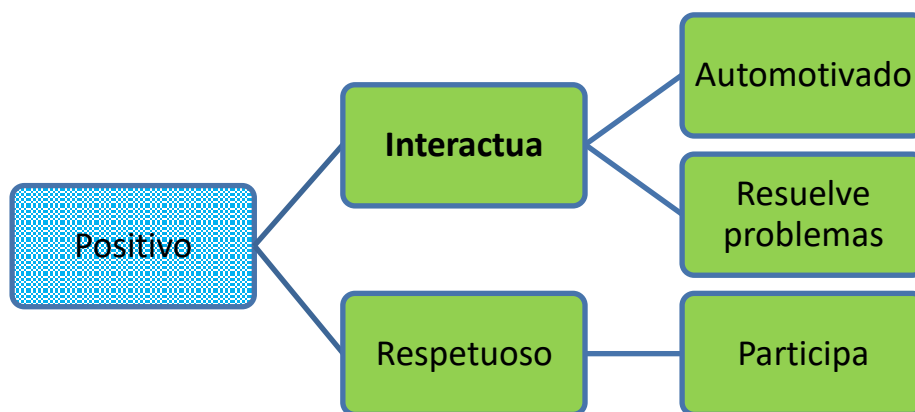 Positivo
Interactua
Automotivado
Resuelve
problemas
Respetuoso
Participa